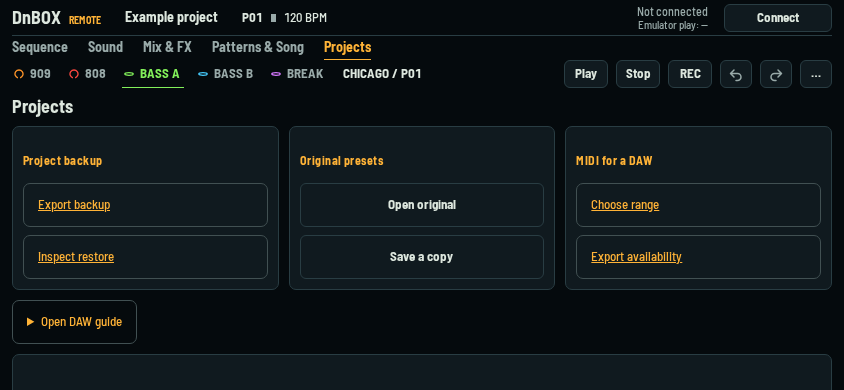 DnBOX REMOTE Example project P01 120 BPM Not connected Emulator play: — Connect
Sequence Sound Mix & FX Patterns & Song Projects
909 808 BASS A BASS B BREAK CHICAGO / P01 Play Stop REC ...
Projects
Project backup Original presets MIDI for a DAW
Export backup Open original Choose range
Inspect restore Save a copy Export availability
Open DAW guide